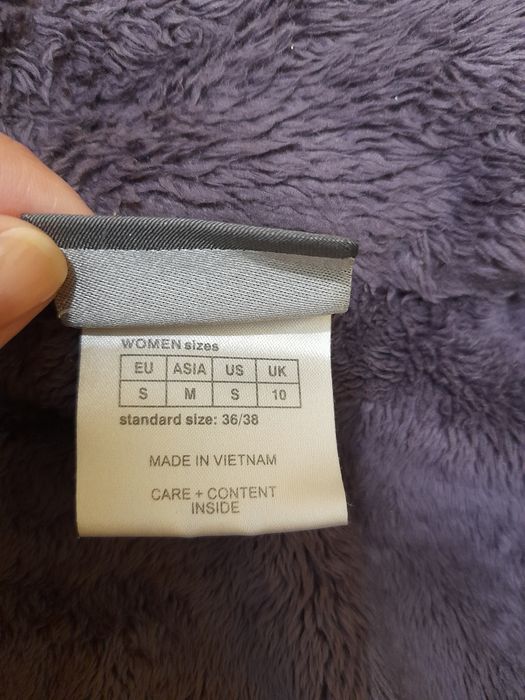 WOMEN sizes
EU ASIA US UK
S M S 10
standard size: 36/38
MADE IN VIETNAM
CARE + CONTENT
INSIDE